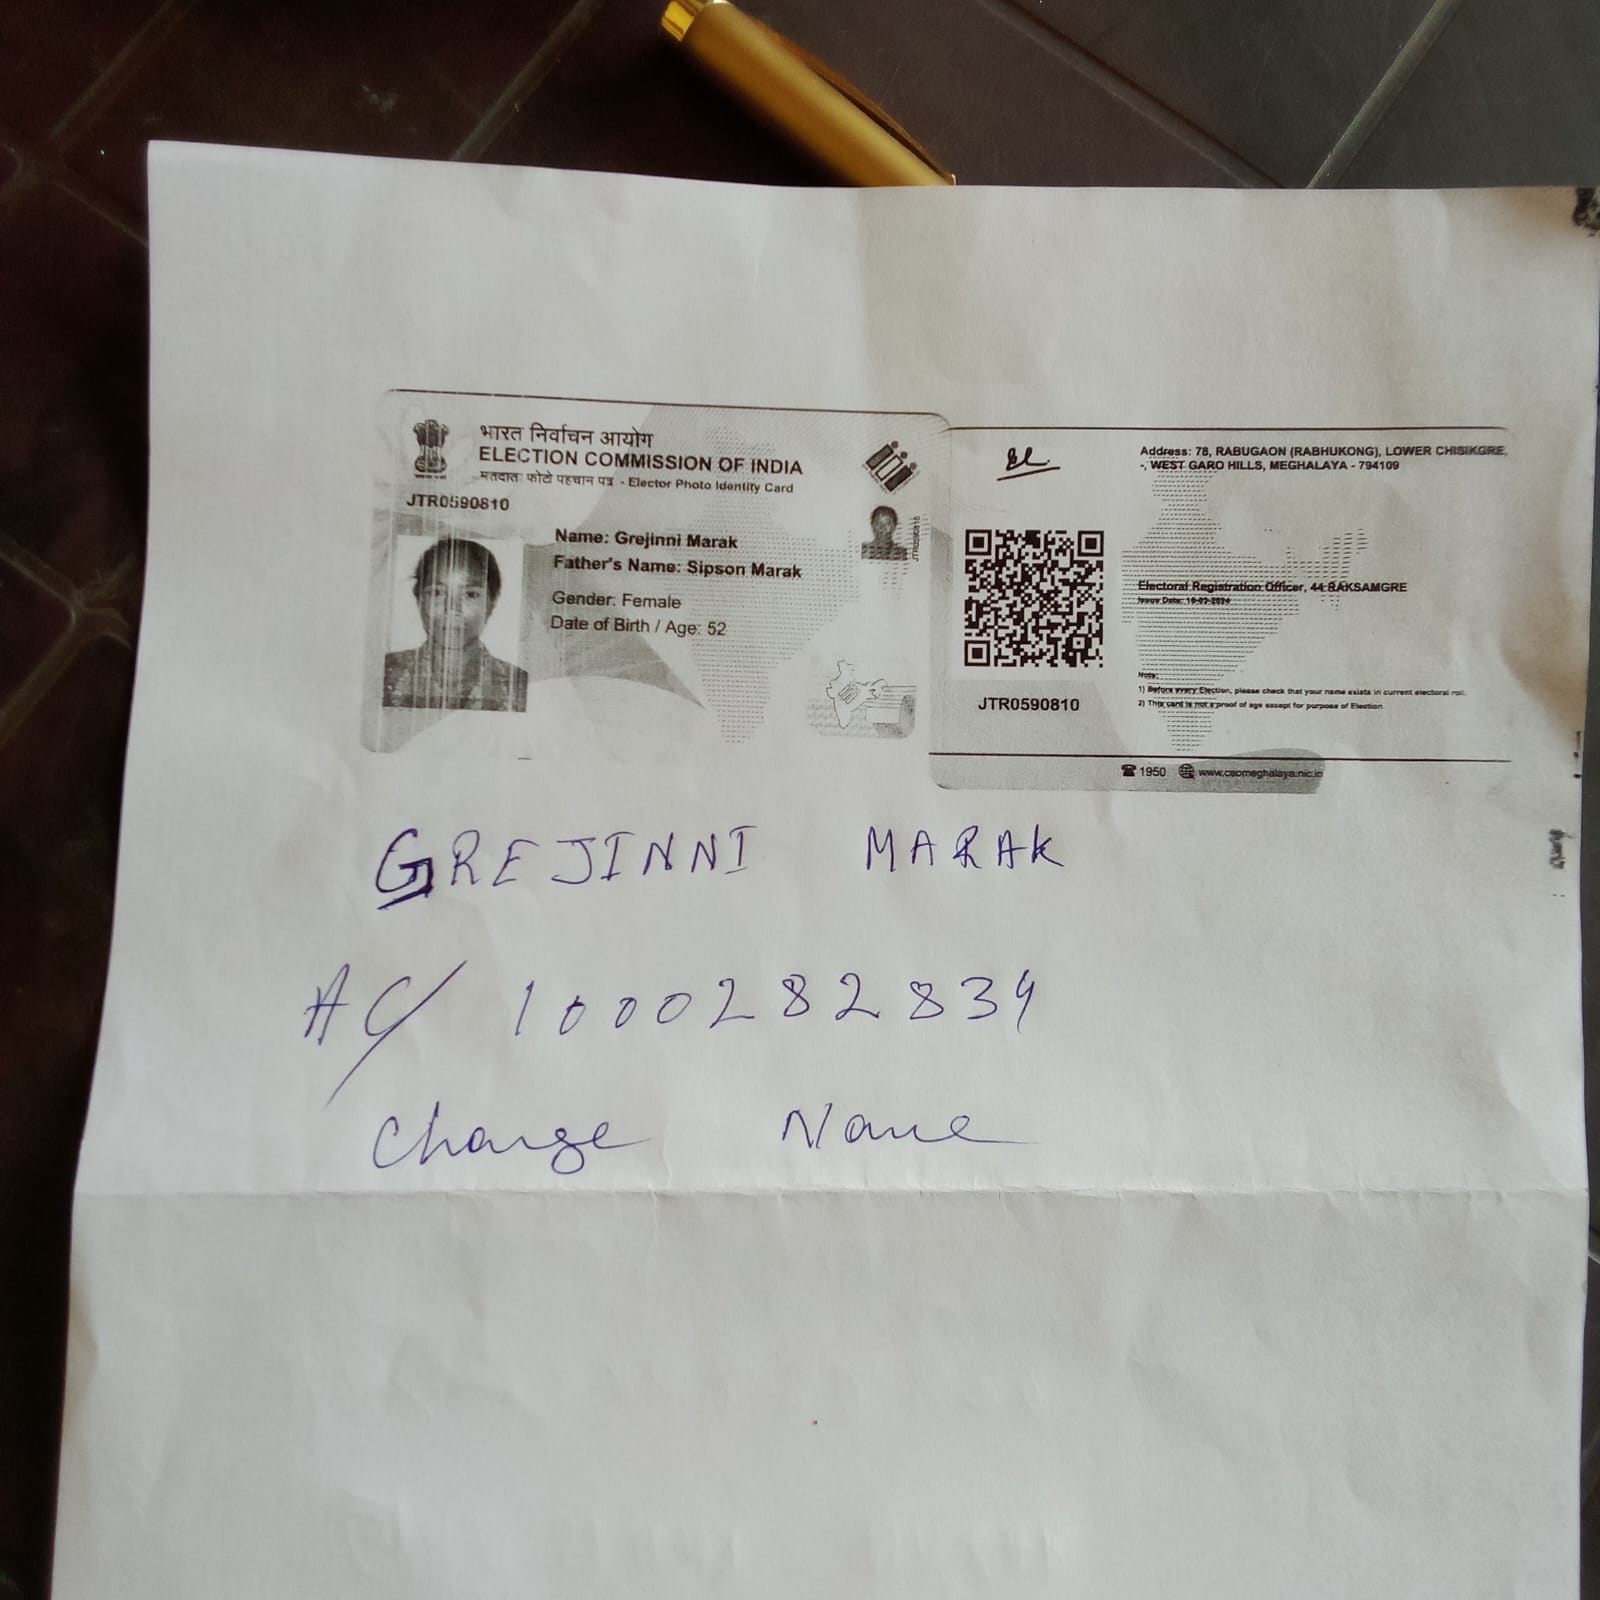 भारत निर्वाचन आयोग
ELECTION COMMISSION OF INDIA
मतदाता फोटो पहचान पत्र - Elector Photo Identity Card
JTR0590810
Name: Grejinni Marak
Father's Name: Sipson Marak
Gender: Female
Date of Birth / Age: 52
JTR0590810
Address: 78, RABUGAON (RABHUKONG), LOWER CHISIKGRE,
-, WEST GARO HILLS, MEGHALAYA - 794109
Electoral Registration Officer, 44-RAKSAMGRE
Issue Date:
Note:
1) Before every Election, please check that your name exists in current electoral roll.
2) This card is not a proof of age except for purpose of Election
JTR0590810
1950 www.ceomeghalaya.nic.in
GREJINNI MARAK
AC/ 1000282834
Change Name